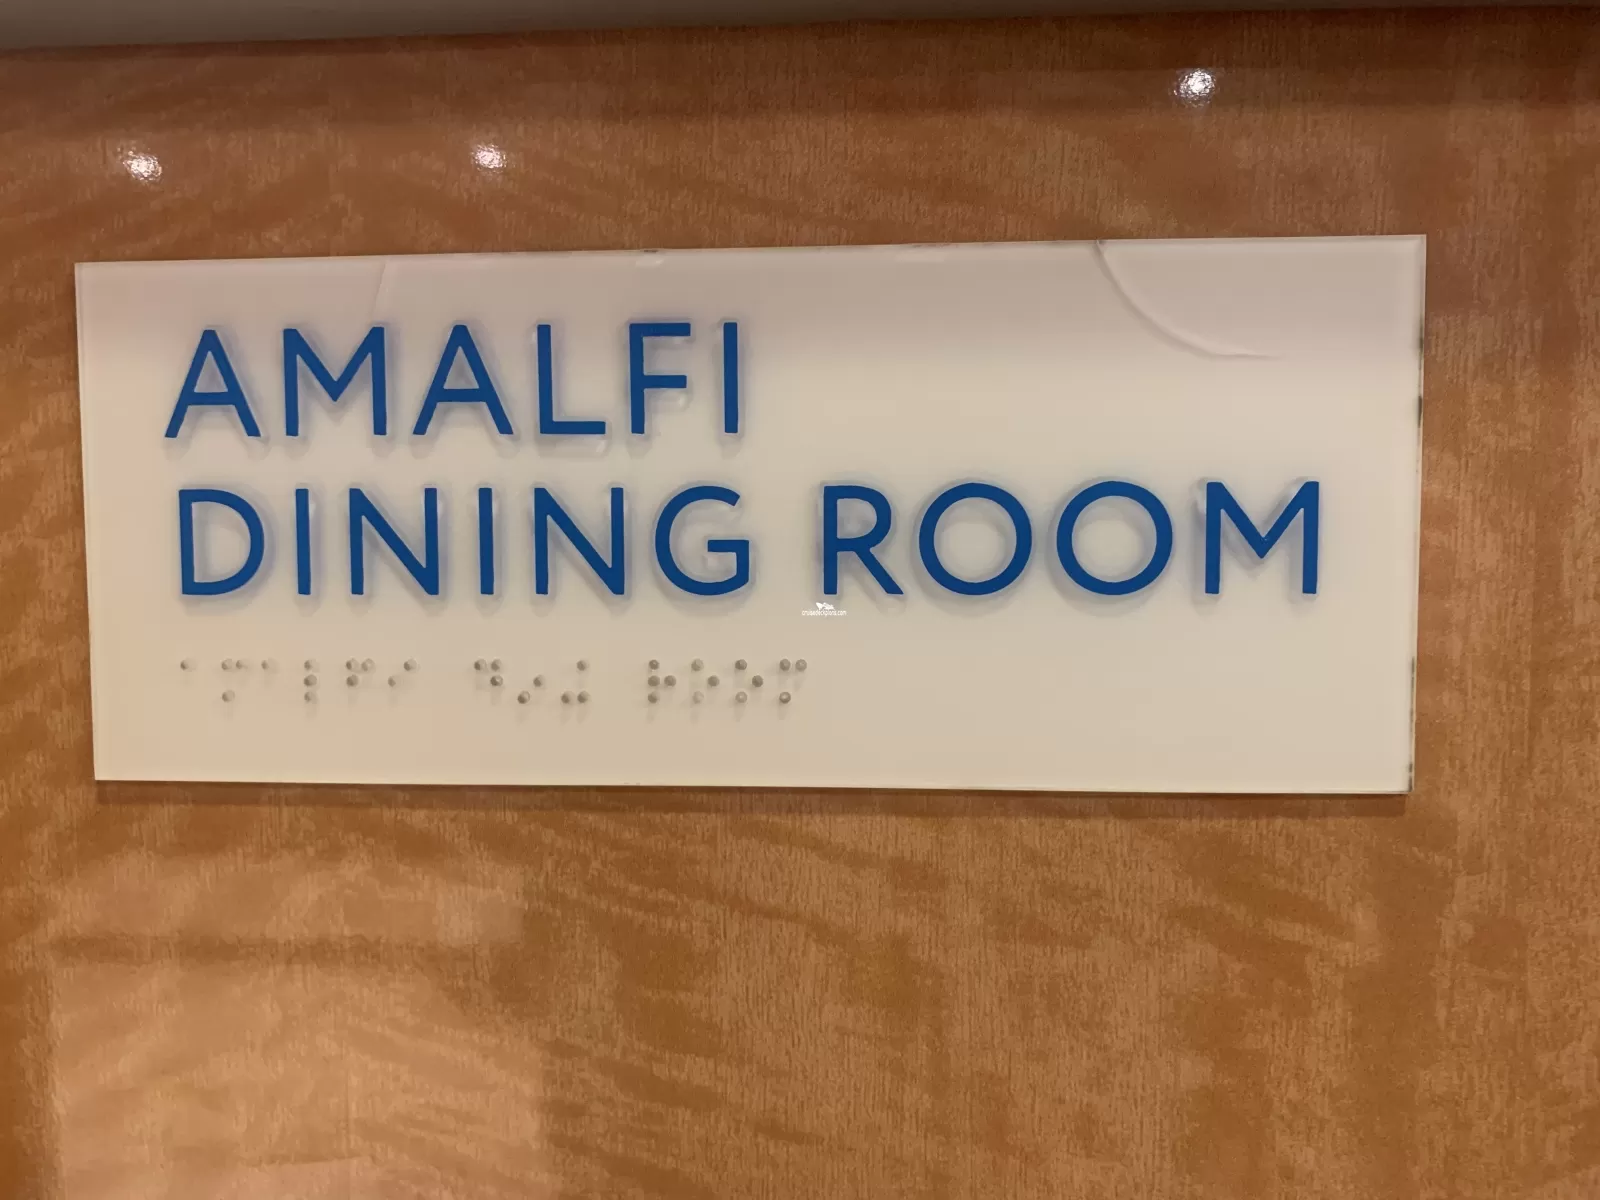 AMALFI
DINING ROOM
⠁⠍⠁⠇⠋⠊ ⠙⠔⠬ ⠗⠕⠕⠍